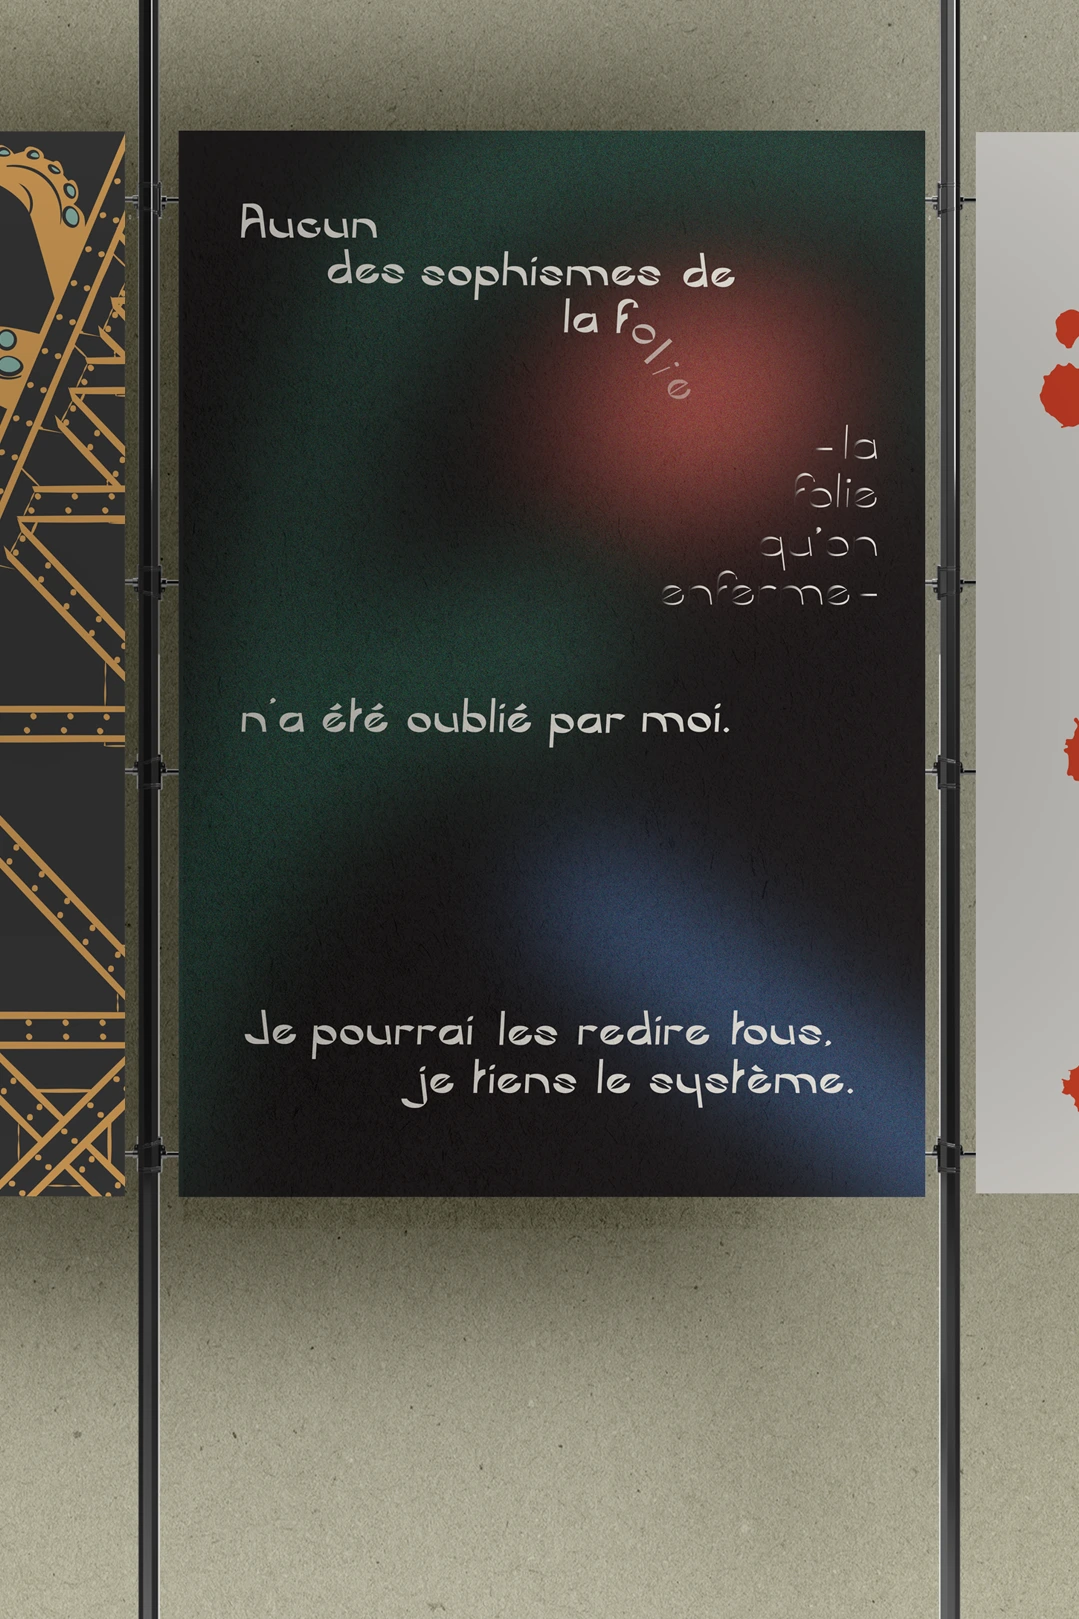 Aucun
des sophismes de
la folie
-la
folie
qu'on
enferme-
n'a été oublié par moi.
Je pourrai les redire tous,
je tiens le système.